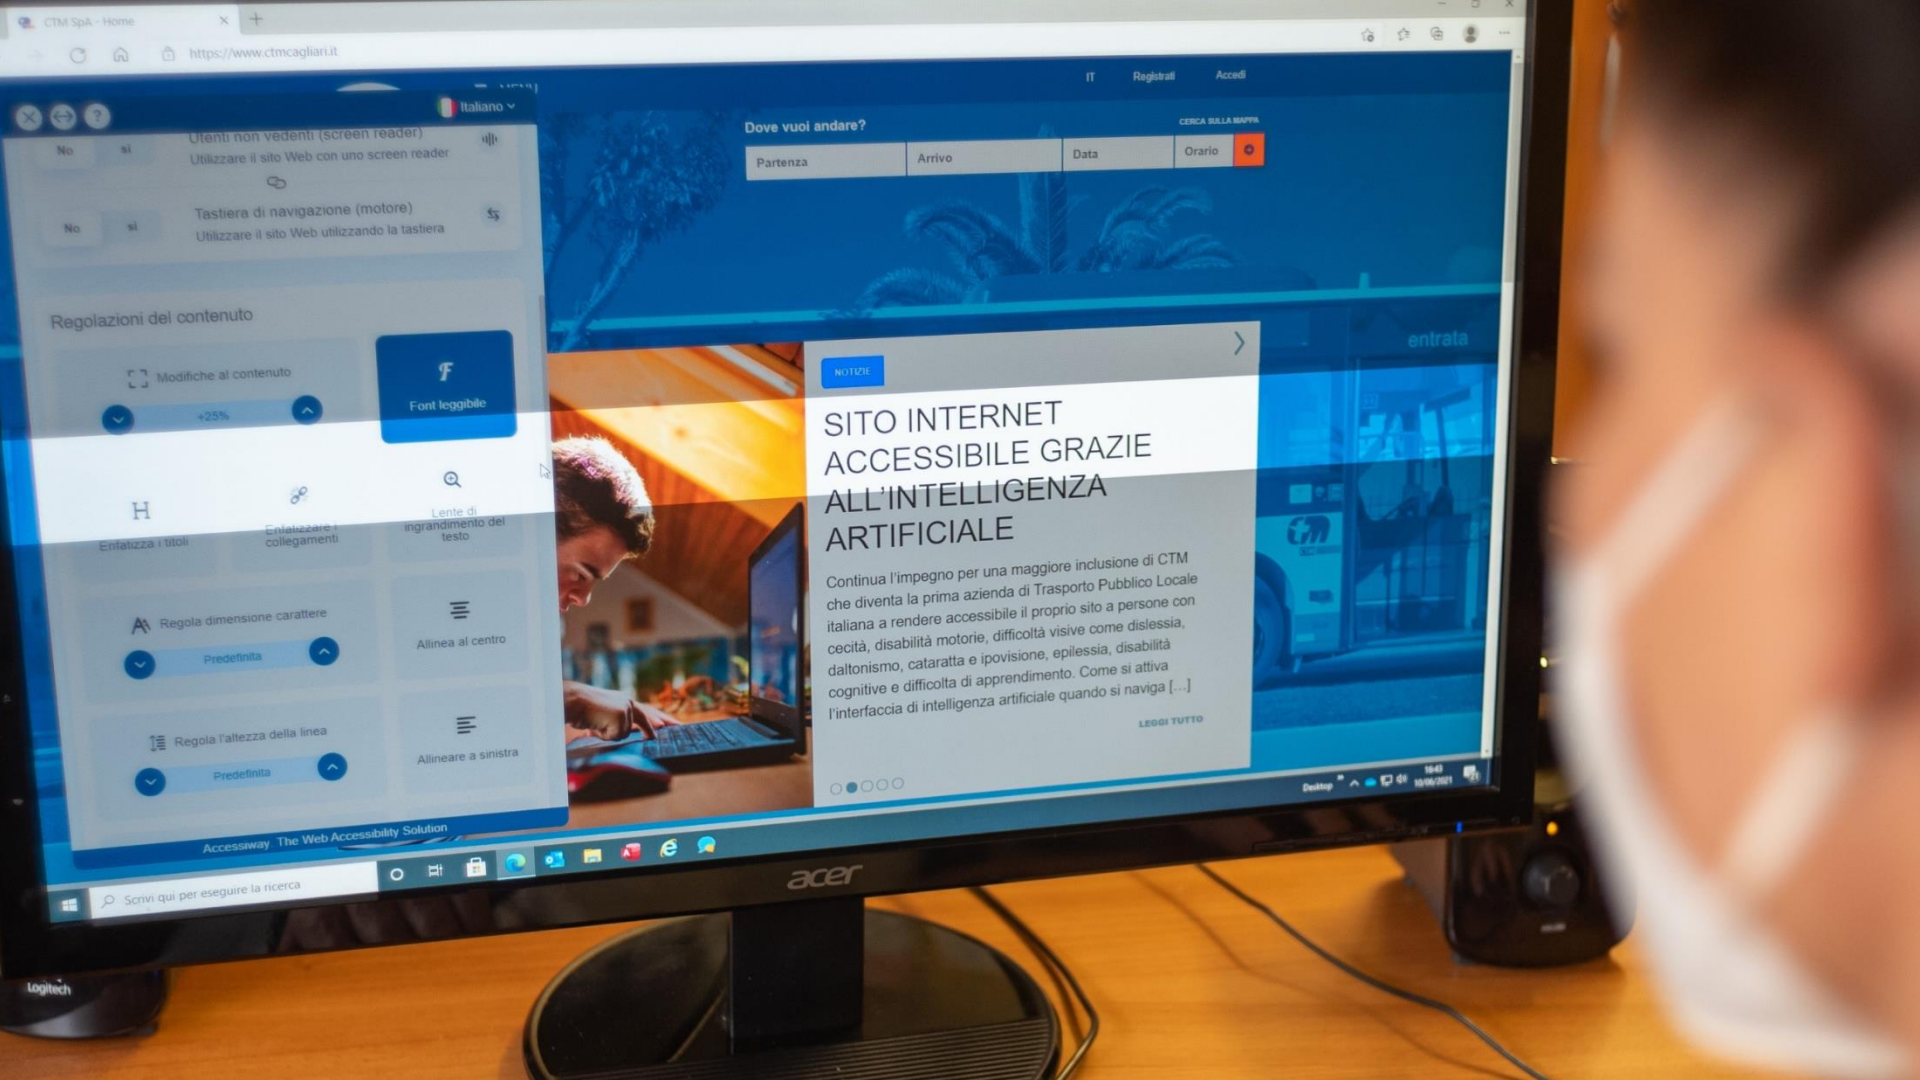 CTM SpA - Home
https://www.ctmcagliari.it
IT
Registrati
Accedi
Italiano
Utenti non vedenti (screen reader)
Utilizzare il sito Web con uno screen reader
No
si
Tastiera di navigazione (motore)
Utilizzare il sito Web utilizzando la tastiera
No
si
Regolazioni del contenuto
Modifiche al contenuto
+25%
Font leggibile
H
Enfatizza i titoli
Enfatizzare i
collegamenti
Lente di
ingrandimento del
testo
Regola dimensione carattere
Predefinita
Allinea al centro
Regola l'altezza della linea
Predefinita
Allineare a sinistra
Accessiway The Web Accessibility Solution
Dove vuoi andare?
CERCA SULLA MAPPA
Partenza
Arrivo
Data
Orario
entrata
NOTIZIE
SITO INTERNET
ACCESSIBILE GRAZIE
ALL'INTELLIGENZA
ARTIFICIALE
Continua l'impegno per una maggiore inclusione di CTM
che diventa la prima azienda di Trasporto Pubblico Locale
italiana a rendere accessibile il proprio sito a persone con
cecità, disabilità motorie, difficoltà visive come dislessia,
daltonismo, cataratta e ipovisione, epilessia, disabilità
cognitive e difficolta di apprendimento. Come si attiva
l'interfaccia di intelligenza artificiale quando si naviga [...]
LEGGI TUTTO
Scrivi qui per eseguire la ricerca
Desktop
16:43
10/06/2021
acer
Logitech